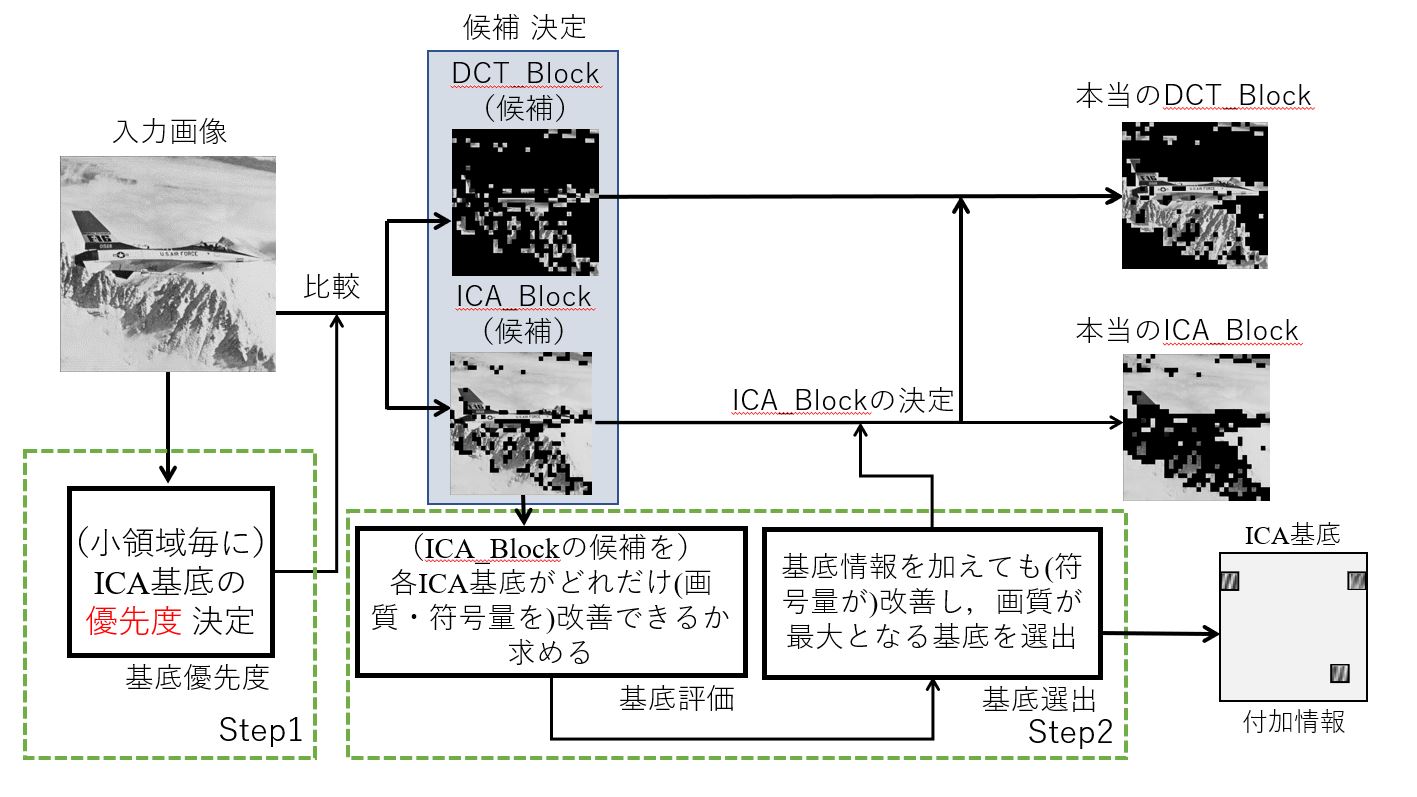 候補 決定
DCT_Block
（候補）
本当のDCT_Block
入力画像
F16
01568
U.S.AIR FORCE
比較
ICA_Block
（候補）
本当のICA_Block
ICA_Blockの決定
（小領域毎に）
ICA基底の
優先度 決定
基底優先度
Step1
（ICA_Blockの候補を）
各ICA基底がどれだけ(画
質・符号量を)改善できるか
求める
基底評価
基底情報を加えても(符
号量が)改善し，画質が
最大となる基底を選出
基底選出
Step2
ICA基底
付加情報